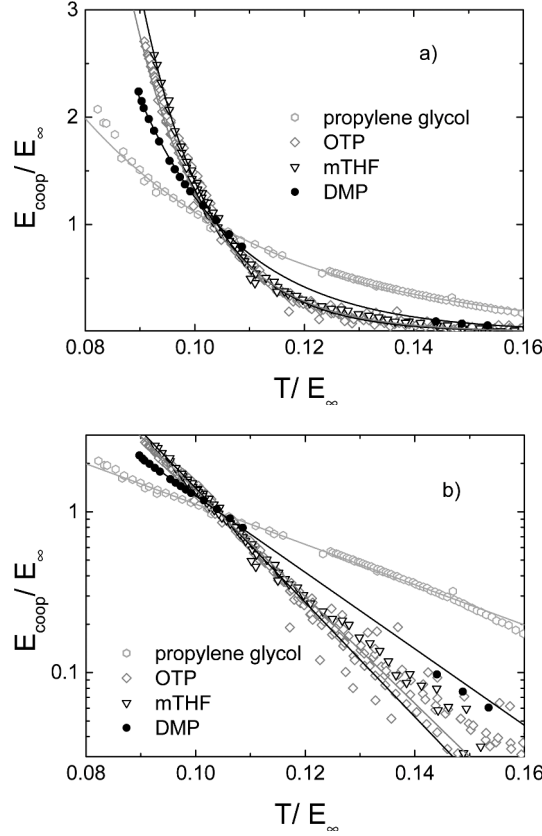 3
2
1
E_coop / E_∞
a)
propylene glycol
OTP
mTHF
DMP
0.08 0.10 0.12 0.14 0.16
T/ E_∞
b)
1
0.1
E_coop / E_∞
propylene glycol
OTP
mTHF
DMP
0.08 0.10 0.12 0.14 0.16
T/ E_∞